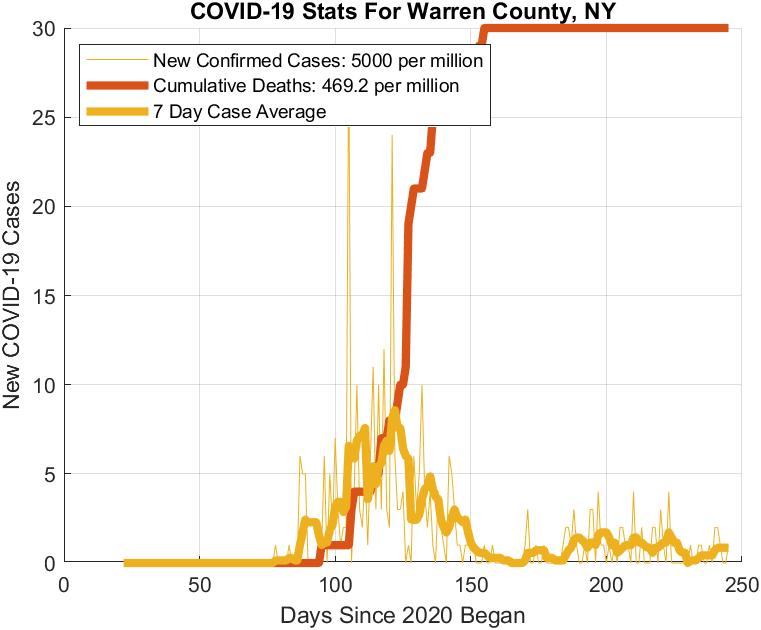 COVID-19 Stats For Warren County, NY
New Confirmed Cases: 5000 per million
Cumulative Deaths: 469.2 per million
7 Day Case Average
New COVID-19 Cases
30
25
20
15
10
5
0
0 50 100 150 200 250
Days Since 2020 Began